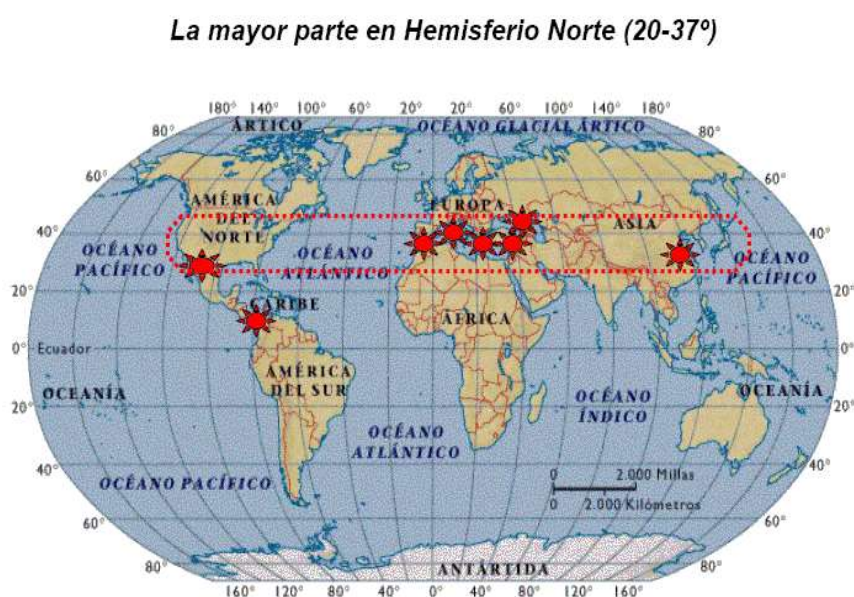 La mayor parte en Hemisferio Norte (20-37º)
180° 140° 100° 60° 20° 20° 60° 100° 140° 180°
80° ÁRTICO OCÉANO GLACIAL ÁRTICO 80°
60° 60°
AMÉRICA DEL NORTE
EUROPA
ASIA
40° 40°
OCÉANO PACÍFICO
OCÉANO ATLÁNTICO
OCÉANO PACÍFICO
20° 20°
CARIBE
ÁFRICA
0° Ecuador 0°
AMÉRICA DEL SUR
OCEANÍA
OCEANÍA
OCÉANO ÍNDICO
20° 20°
OCÉANO ATLÁNTICO
40° 40°
OCÉANO PACÍFICO
0 2.000 Millas
0 2.000 Kilómetros
60° 60°
80° ANTÁRTIDA 80°
160° 120° 80° 40° 0° 40° 80° 120° 160°